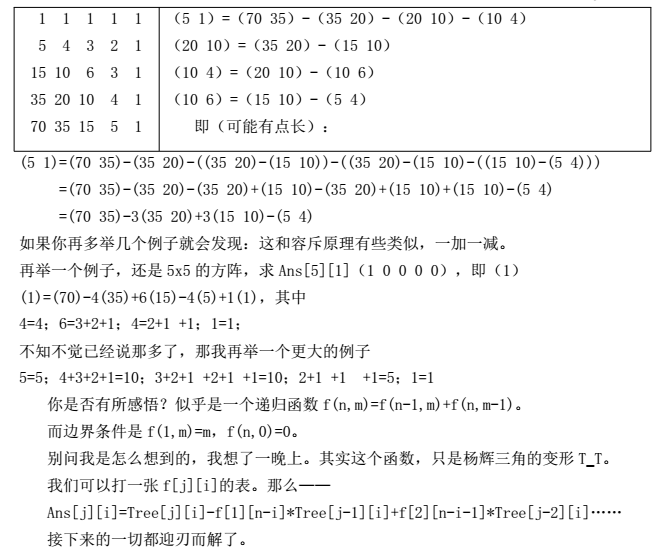 1 1 1 1 1 (5 1)=(70 35)-(35 20)-(20 10)-(10 4)
5 4 3 2 1 (20 10)=(35 20)-(15 10)
15 10 6 3 1 (10 4)=(20 10)-(10 6)
35 20 10 4 1 (10 6)=(15 10)-(5 4)
70 35 15 5 1 即(可能有点长):
(5 1)=(70 35)-(35 20)-((35 20)-(15 10))-((35 20)-(15 10)-((15 10)-(5 4)))
=(70 35)-(35 20)-(35 20)+(15 10)-(35 20)+(15 10)+(15 10)-(5 4)
=(70 35)-3(35 20)+3(15 10)-(5 4)
如果你再多举几个例子就会发现:这和容斥原理有些类似,一加一减。
再举一个例子,还是 5x5 的方阵,求 Ans[5][1](1 0 0 0 0),即(1)
(1)=(70)-4(35)+6(15)-4(5)+1(1),其中
4=4;6=3+2+1;4=2+1 +1;1=1;
不知不觉已经说那多了,那我再举一个更大的例子
5=5;4+3+2+1=10;3+2+1 +2+1 +1=10;2+1 +1 +1=5;1=1
你是否有所感悟?似乎是一个递归函数 f(n,m)=f(n-1,m)+f(n,m-1)。
而边界条件是 f(1,m)=m,f(n,0)=0。
别问我是怎么想到的,我想了一晚上。其实这个函数,只是杨辉三角的变形 T_T。
我们可以打一张 f[j][i]的表。那么——
Ans[j][i]=Tree[j][i]-f[1][n-i]*Tree[j-1][i]+f[2][n-i-1]*Tree[j-2][i]……
接下来的一切都迎刃而解了。